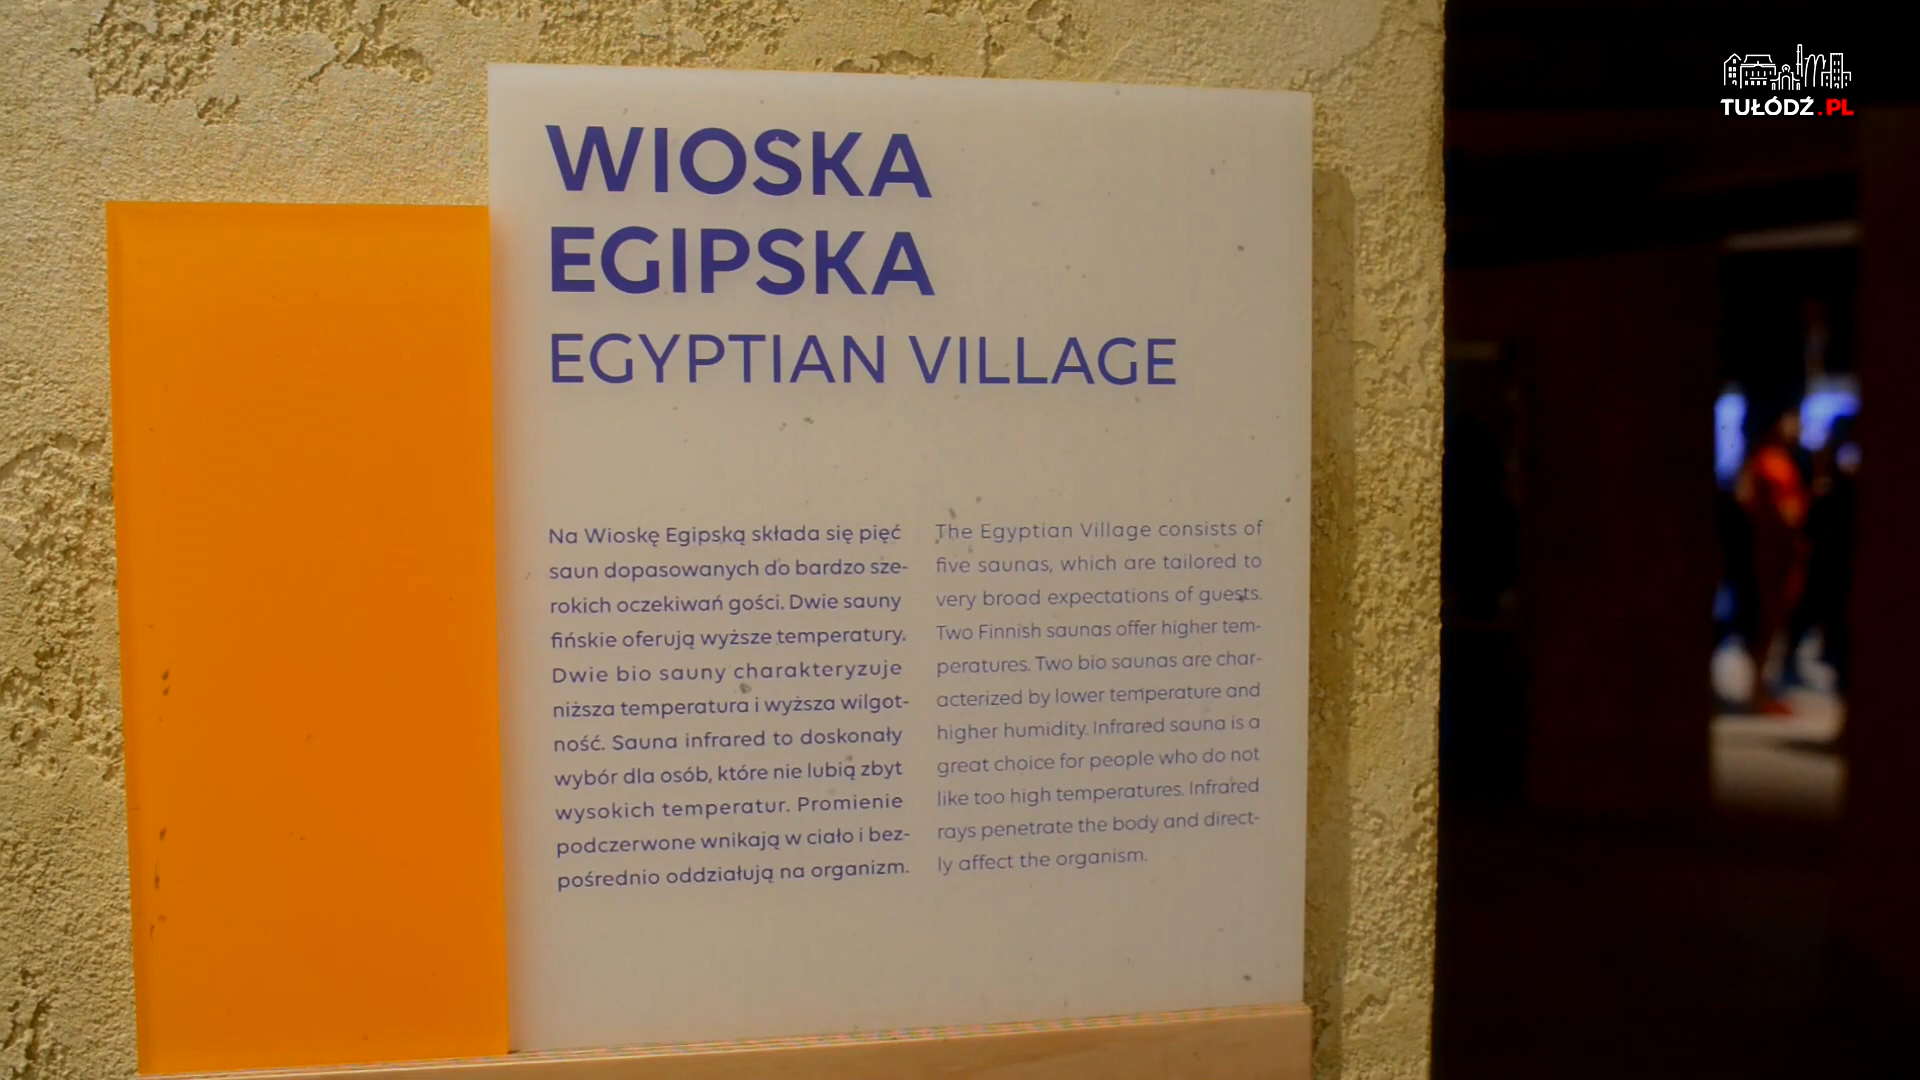 TUŁÓDŹ.PL
WIOSKA
EGIPSKA
EGYPTIAN VILLAGE
Na Wioskę Egipską składa się pięć
saun dopasowanych do bardzo sze-
rokich oczekiwań gości. Dwie sauny
fińskie oferują wyższe temperatury.
Dwie bio sauny charakteryzuje
niższa temperatura i wyższa wilgot-
ność. Sauna infrared to doskonały
wybór dla osób, które nie lubią zbyt
wysokich temperatur. Promienie
podczerwone wnikają w ciało i bez-
pośrednio oddziałują na organizm.
The Egyptian Village consists of
five saunas, which are tailored to
very broad expectations of guests.
Two Finnish saunas offer higher tem-
peratures. Two bio saunas are char-
acterized by lower temperature and
higher humidity. Infrared sauna is a
great choice for people who do not
like too high temperatures. Infrared
rays penetrate the body and direct-
ly affect the organism.